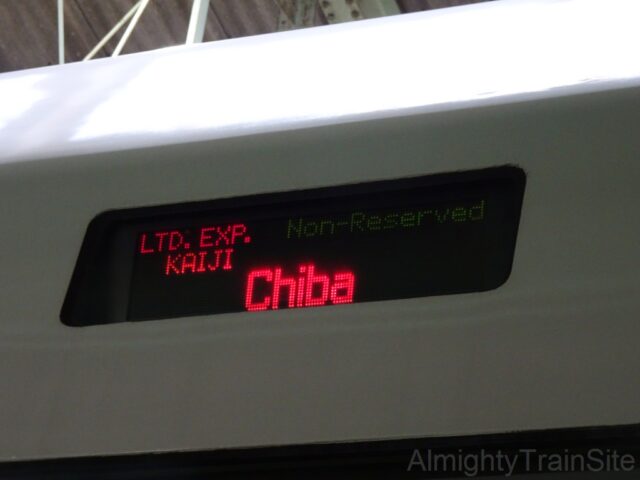 LTD. EXP. Non-Reserved
KAIJI
Chiba
AlmightyTrainSite